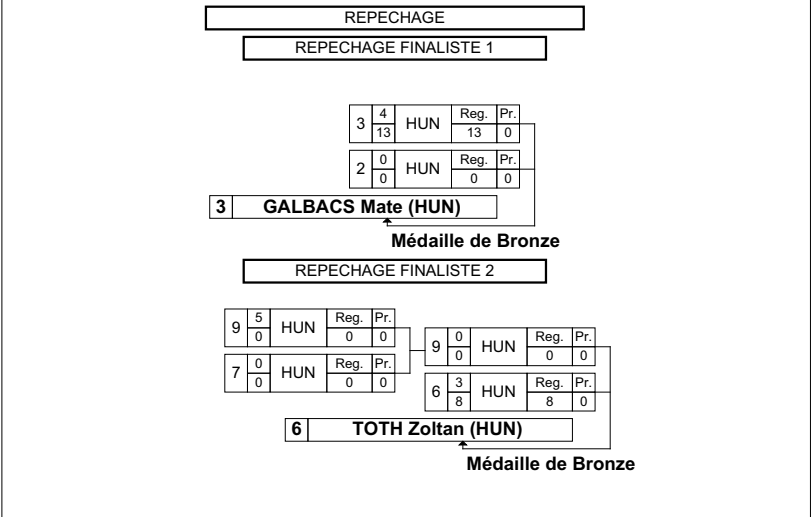 REPECHAGE
REPECHAGE FINALISTE 1
3 4 HUN Reg. Pr.
13 13 0
2 0 HUN Reg. Pr.
0 0 0
3 GALBACS Mate (HUN)
Médaille de Bronze
REPECHAGE FINALISTE 2
9 5 HUN Reg. Pr.
0 0 0
7 0 HUN Reg. Pr.
0 0 0
9 0 HUN Reg. Pr.
0 0 0
6 3 HUN Reg. Pr.
8 8 0
6 TOTH Zoltan (HUN)
Médaille de Bronze